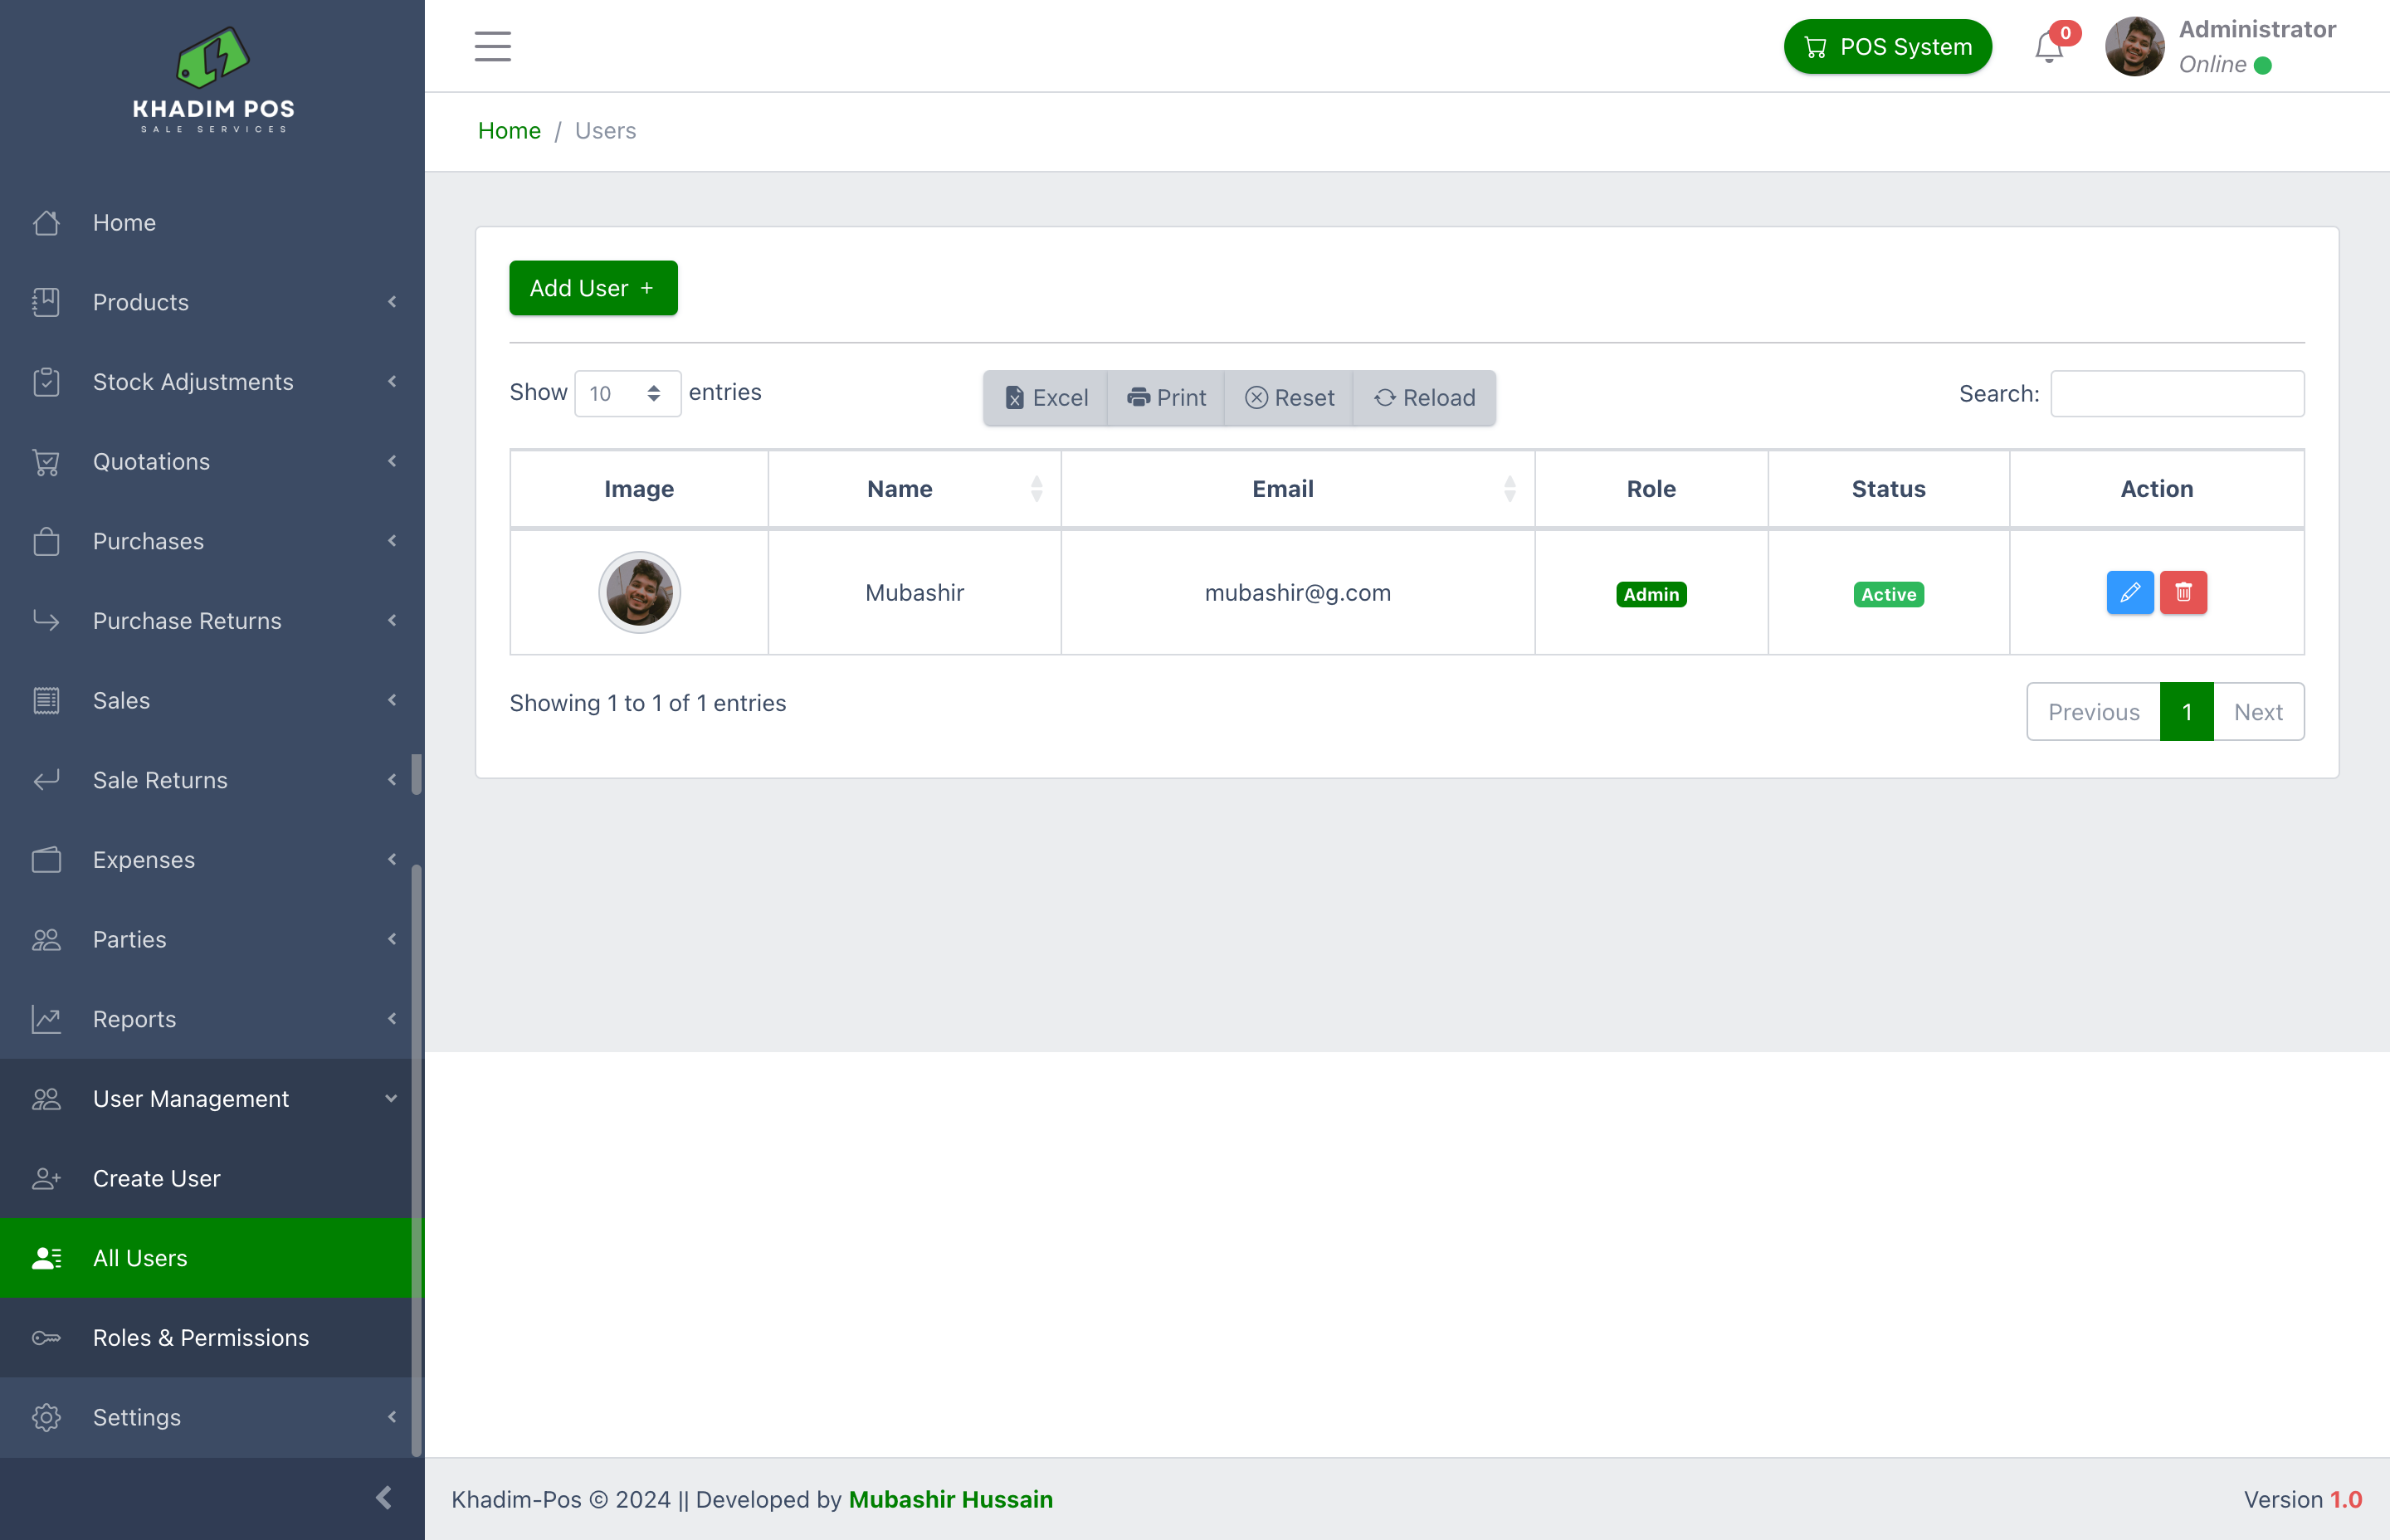 KHADIM POS
SALE SERVICES
Home
Products
Stock Adjustments
Quotations
Purchases
Purchase Returns
Sales
Sale Returns
Expenses
Parties
Reports
User Management
Create User
All Users
Roles & Permissions
Settings
POS System
0
Administrator
Online
Home / Users
Add User +
Show 10 entries
Excel Print Reset Reload
Search:
Image Name Email Role Status Action
Mubashir mubashir@g.com Admin Active
Showing 1 to 1 of 1 entries
Previous 1 Next
Khadim-Pos © 2024 || Developed by Mubashir Hussain
Version 1.0